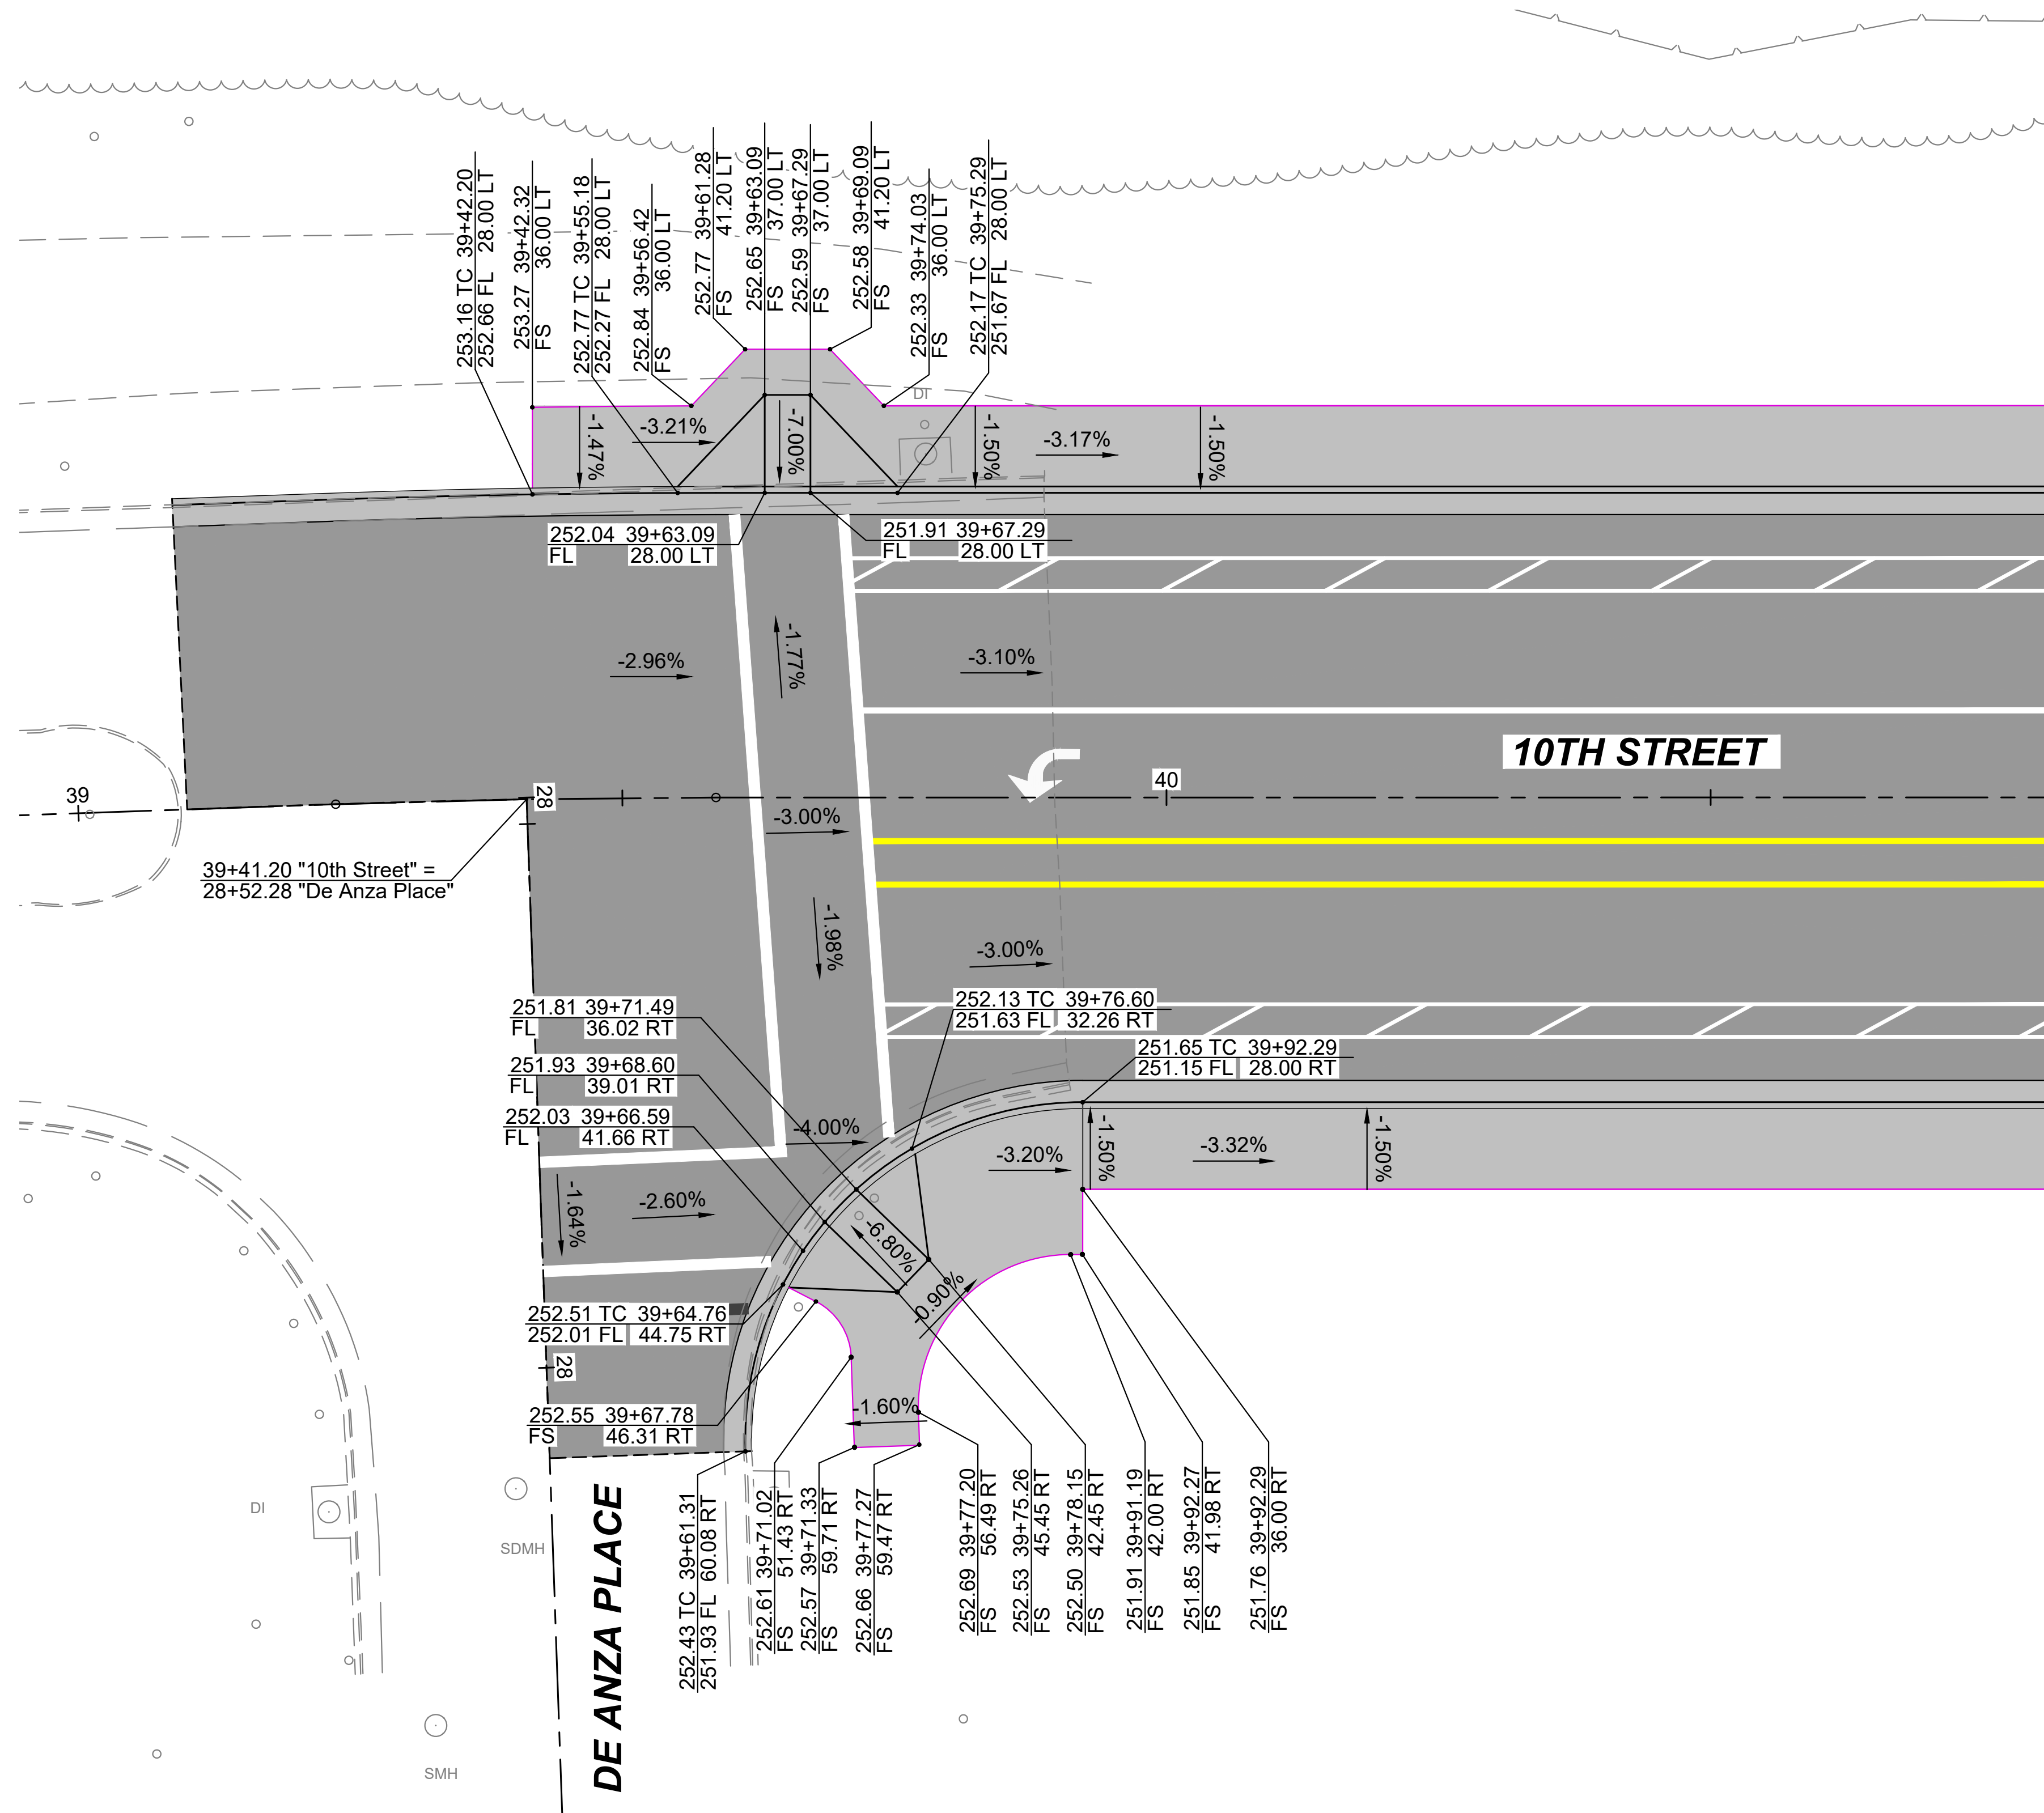 253.16 TC 39+42.20
252.66 FL 28.00 LT
253.27 39+42.32
FS 36.00 LT
252.77 TC 39+55.18
252.27 FL 28.00 LT
252.84 39+56.42
FS 36.00 LT
252.77 39+61.28
FS 41.20 LT
252.65 39+63.09
FS 37.00 LT
252.59 39+67.29
FS 37.00 LT
252.58 39+69.09
FS 41.20 LT
252.33 39+74.03
FS 36.00 LT
252.17 TC 39+75.29
251.67 FL 28.00 LT
DI
-1.47%
-3.21%
-7.00%
-1.50%
-3.17%
-1.50%
252.04 39+63.09
FL 28.00 LT
251.91 39+67.29
FL 28.00 LT
-1.77%
-2.96%
-3.10%
10TH STREET
39
28
40
-3.00%
39+41.20 "10th Street" =
28+52.28 "De Anza Place"
-1.98%
-3.00%
251.81 39+71.49
FL 36.02 RT
252.13 TC 39+76.60
251.63 FL 32.26 RT
251.65 TC 39+92.29
251.15 FL 28.00 RT
251.93 39+68.60
FL 39.01 RT
252.03 39+66.59
FL 41.66 RT
-4.00%
-3.20%
-1.50%
-3.32%
-1.50%
-1.64%
-2.60%
-6.80%
0.90%
252.51 TC 39+64.76
252.01 FL 44.75 RT
28
252.55 39+67.78
FS 46.31 RT
-1.60%
252.43 TC 39+61.31
251.93 FL 60.08 RT
252.61 39+71.02
FS 51.43 RT
252.57 39+71.33
FS 59.71 RT
252.66 39+77.27
FS 59.47 RT
252.69 39+77.20
FS 56.49 RT
252.53 39+75.26
FS 45.45 RT
252.50 39+78.15
FS 42.45 RT
251.91 39+91.19
FS 42.00 RT
251.85 39+92.27
FS 41.98 RT
251.76 39+92.29
FS 36.00 RT
DI
SDMH
DE ANZA PLACE
SMH